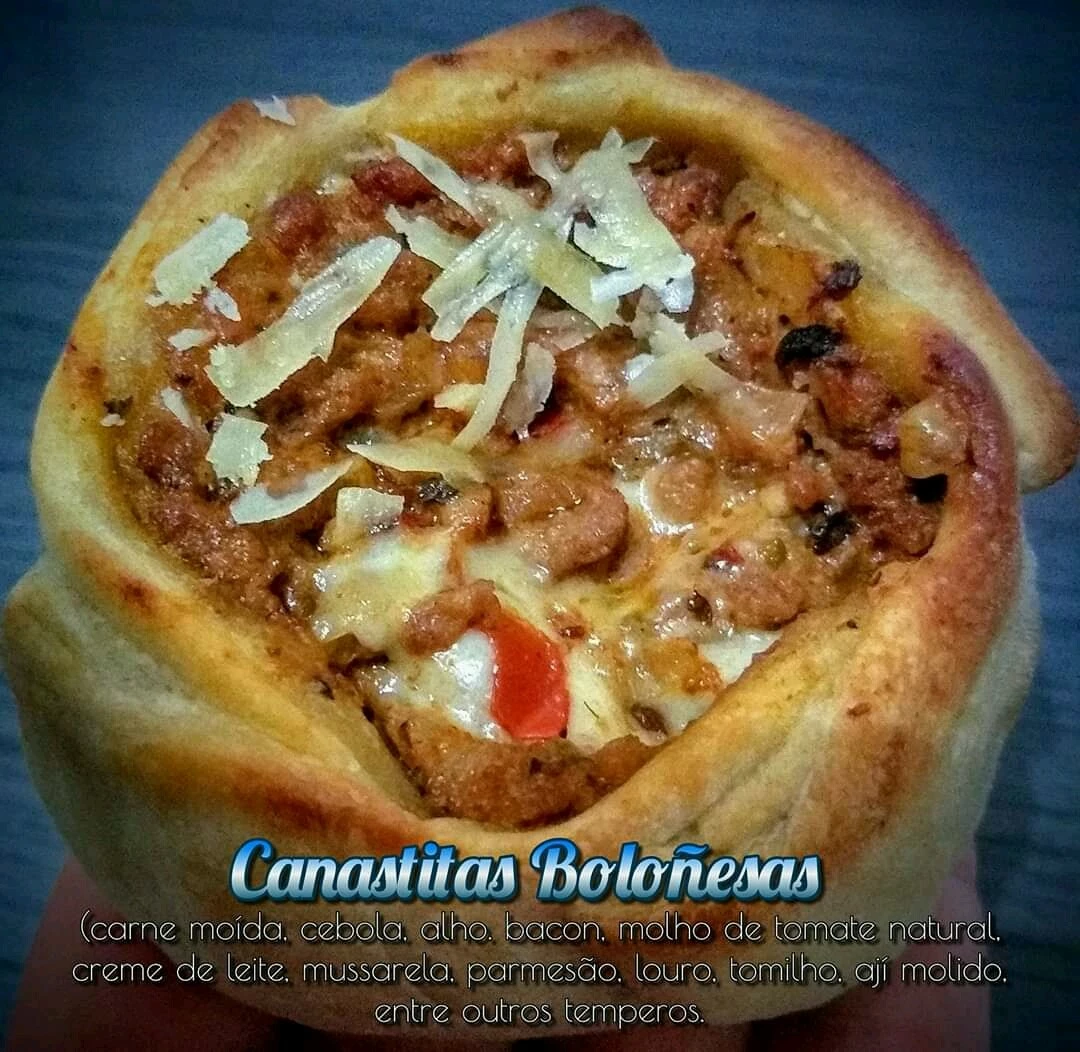 Canastitas Boloñesas
(carne moída, cebola, alho. bacon, molho de tomate natural,
creme de leite, mussarela, parmesão, louro, tomilho, ají molido,
entre outros temperos.